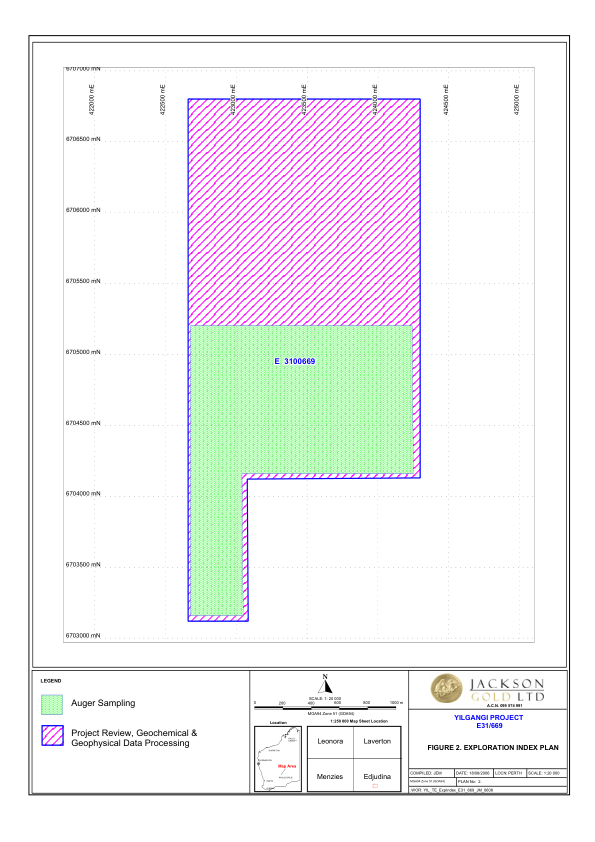 6707000 mN
422000 mE
422500 mE
423000 mE
423500 mE
424000 mE
424500 mE
425000 mE
6706500 mN
6706000 mN
6705500 mN
6705000 mN
E 3100669
6704500 mN
6704000 mN
6703500 mN
6703000 mN
LEGEND
Auger Sampling
Project Review, Geochemical &
Geophysical Data Processing
N
SCALE: 1: 20 000
0 200 400 600 800 1000 m
MGA94 Zone 51 (GDA94)
Location
Map Area
1:250 000 Map Sheet Location
Leonora Laverton
Menzies Edjudina
JACKSON
GOLD LTD
A.C.N. 095 574 691
YILGANGI PROJECT
E31/669
FIGURE 2. EXPLORATION INDEX PLAN
COMPILED: JEM DATE: 18/08/2006 LOCN: PERTH SCALE: 1:20 000
MGA94 Zone 51 (GDA94) PLAN No: 2.
.WOR: YIL_TE_ExpIndex_E31_669_JM_0608